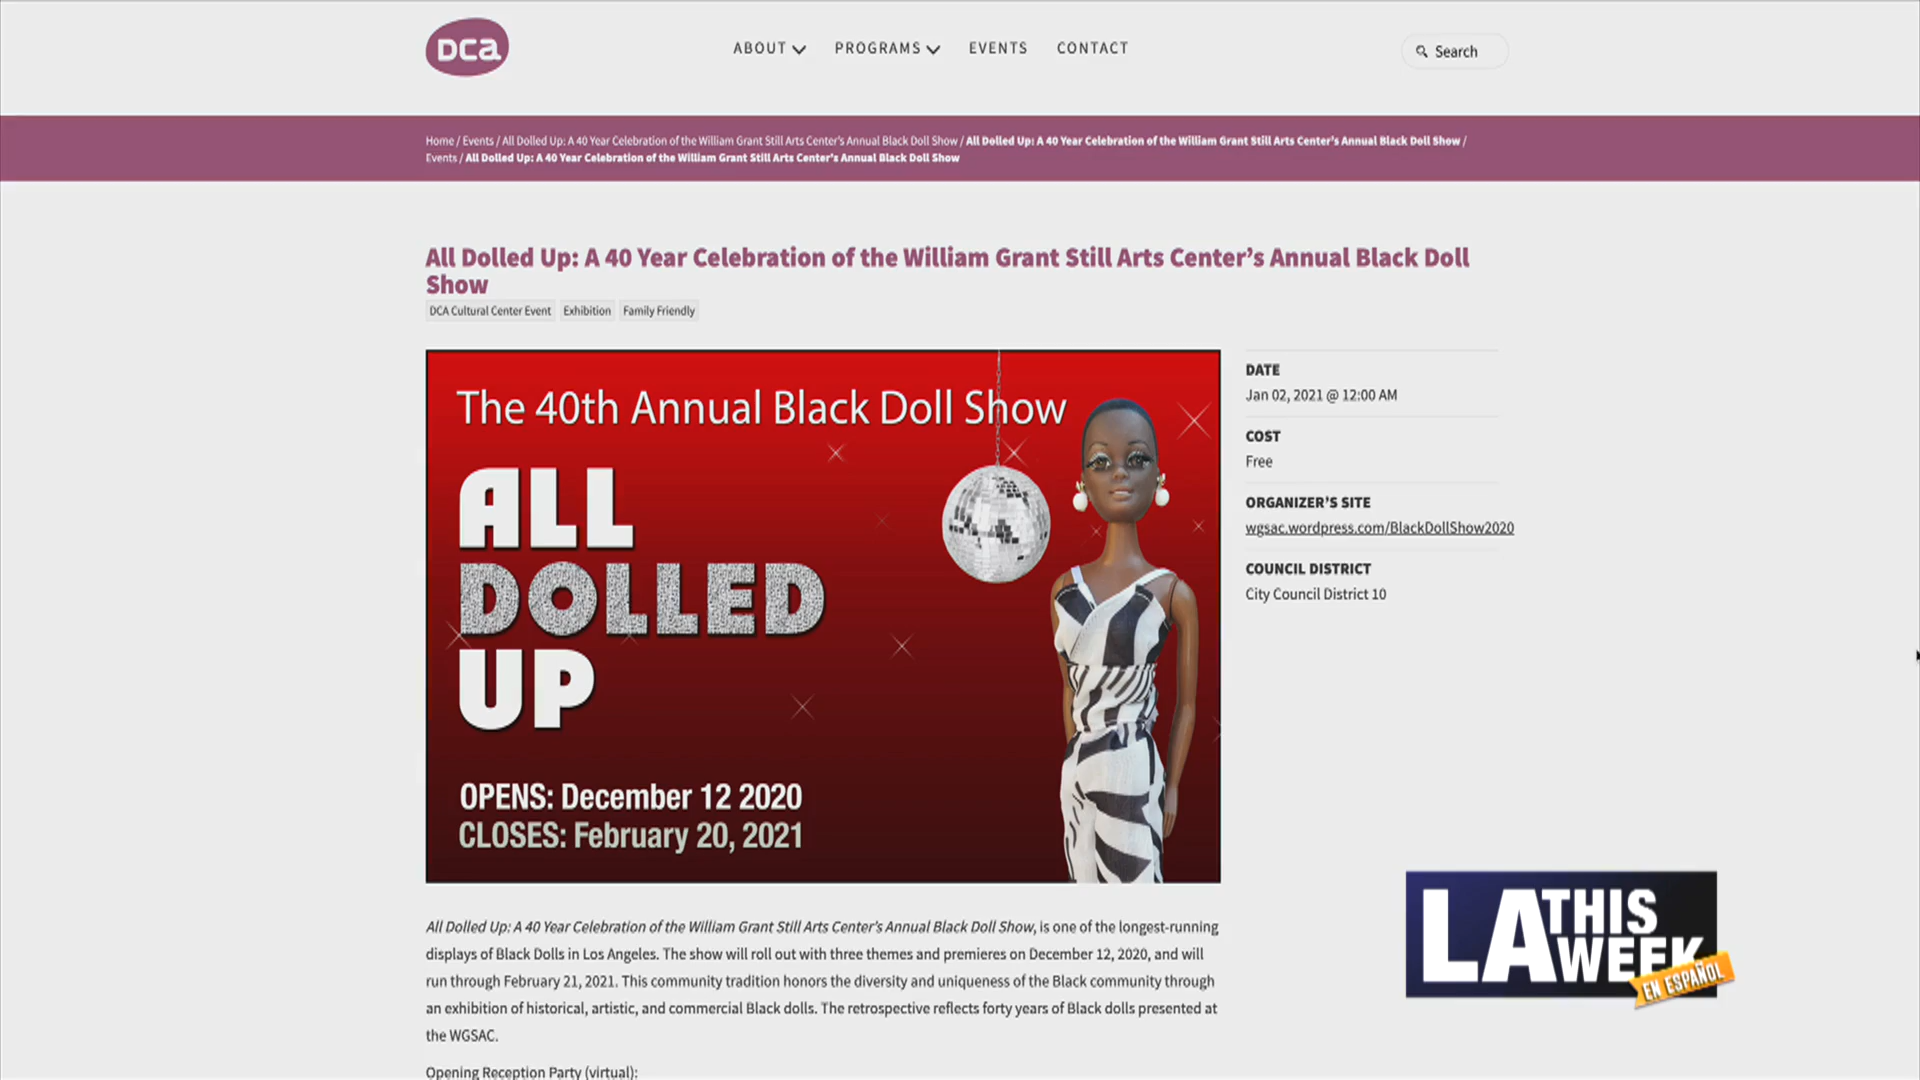 DCa
ABOUT
PROGRAMS
EVENTS
CONTACT
Search
Home / Events / All Dolled Up: A 40 Year Celebration of the William Grant Still Arts Center's Annual Black Doll Show / All Dolled Up: A 40 Year Celebration of the William Grant Still Arts Center's Annual Black Doll Show /
Events / All Dolled Up: A 40 Year Celebration of the William Grant Still Arts Center's Annual Black Doll Show
All Dolled Up: A 40 Year Celebration of the William Grant Still Arts Center's Annual Black Doll
Show
DCA Cultural Center Event
Exhibition
Family Friendly
The 40th Annual Black Doll Show
ALL
DOLLED
UP
OPENS: December 12 2020
CLOSES: February 20, 2021
DATE
Jan 02, 2021 @ 12:00 AM
COST
Free
ORGANIZER'S SITE
wgsac.wordpress.com/BlackDollShow2020
COUNCIL DISTRICT
City Council District 10
All Dolled Up: A 40 Year Celebration of the William Grant Still Arts Center's Annual Black Doll Show, is one of the longest-running
displays of Black Dolls in Los Angeles. The show will roll out with three themes and premieres on December 12, 2020, and will
run through February 21, 2021. This community tradition honors the diversity and uniqueness of the Black community through
an exhibition of historical, artistic, and commercial Black dolls. The retrospective reflects forty years of Black dolls presented at
the WGSAC.
Opening Reception Party (virtual):
LA THIS
WEEK
EN ESPAÑOL